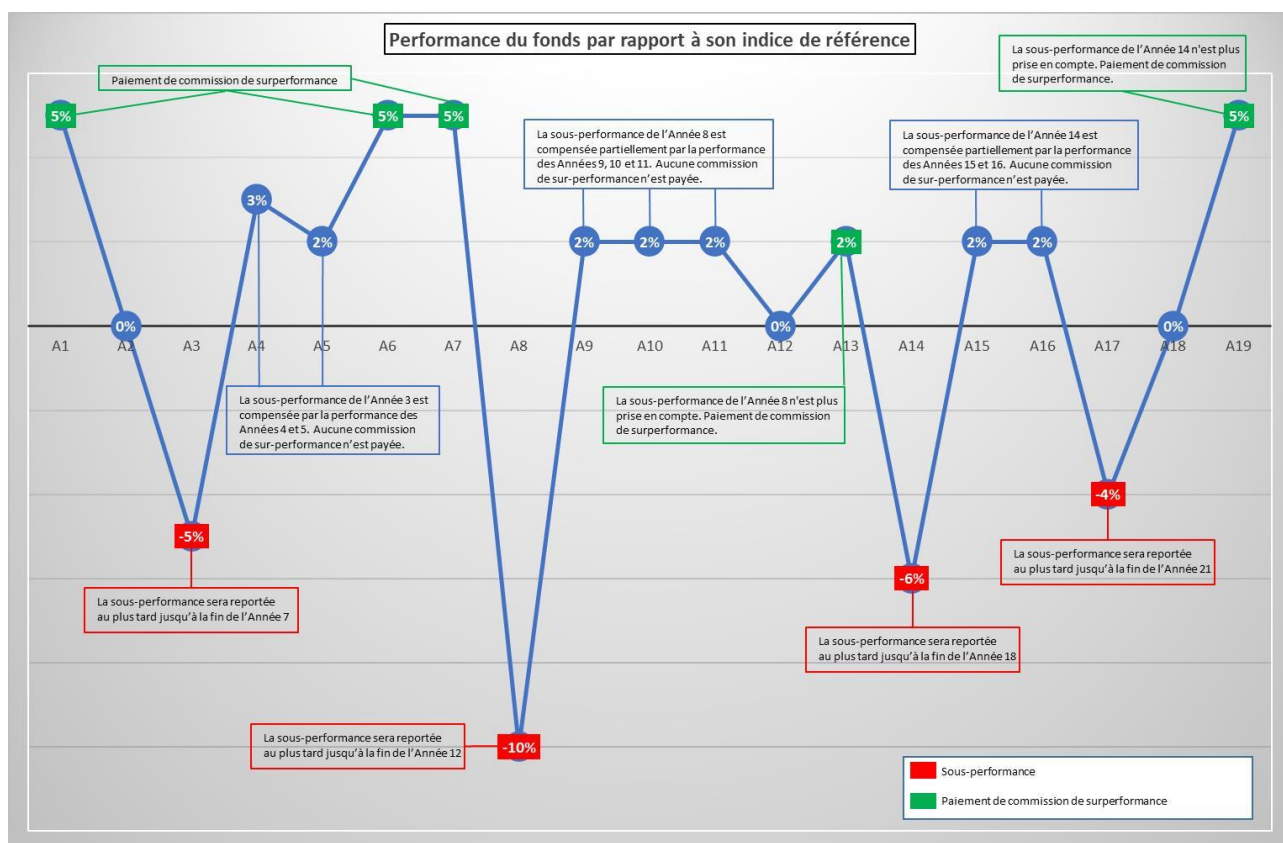 Performance du fonds par rapport à son indice de référence
La sous-performance de l'Année 14 n'est plus
prise en compte. Paiement de commission
de surperformance.
Paiement de commission de surperformance
5%
5%
5%
5%
La sous-performance de l'Année 8 est
compensée partiellement par la performance
des Années 9, 10 et 11. Aucune commission
de sur-performance n'est payée.
La sous-performance de l'Année 14 est
compensée partiellement par la performance
des Années 15 et 16. Aucune commission
de sur-performance n'est payée.
3%
2%
2%
2%
2%
2%
2%
2%
0%
0%
0%
A1
A2
A3
A4
A5
A6
A7
A8
A9
A10
A11
A12
A13
A14
A15
A16
A17
A18
A19
La sous-performance de l'Année 3 est
compensée par la performance des
Années 4 et 5. Aucune commission
de sur-performance n'est payée.
La sous-performance de l'Année 8 n'est plus
prise en compte. Paiement de commission
de surperformance.
-4%
-5%
-6%
La sous-performance sera reportée
au plus tard jusqu'à la fin de l'Année 21
La sous-performance sera reportée
au plus tard jusqu'à la fin de l'Année 7
La sous-performance sera reportée
au plus tard jusqu'à la fin de l'Année 18
La sous-performance sera reportée
au plus tard jusqu'à la fin de l'Année 12
-10%
Sous-performance
Paiement de commission de surperformance